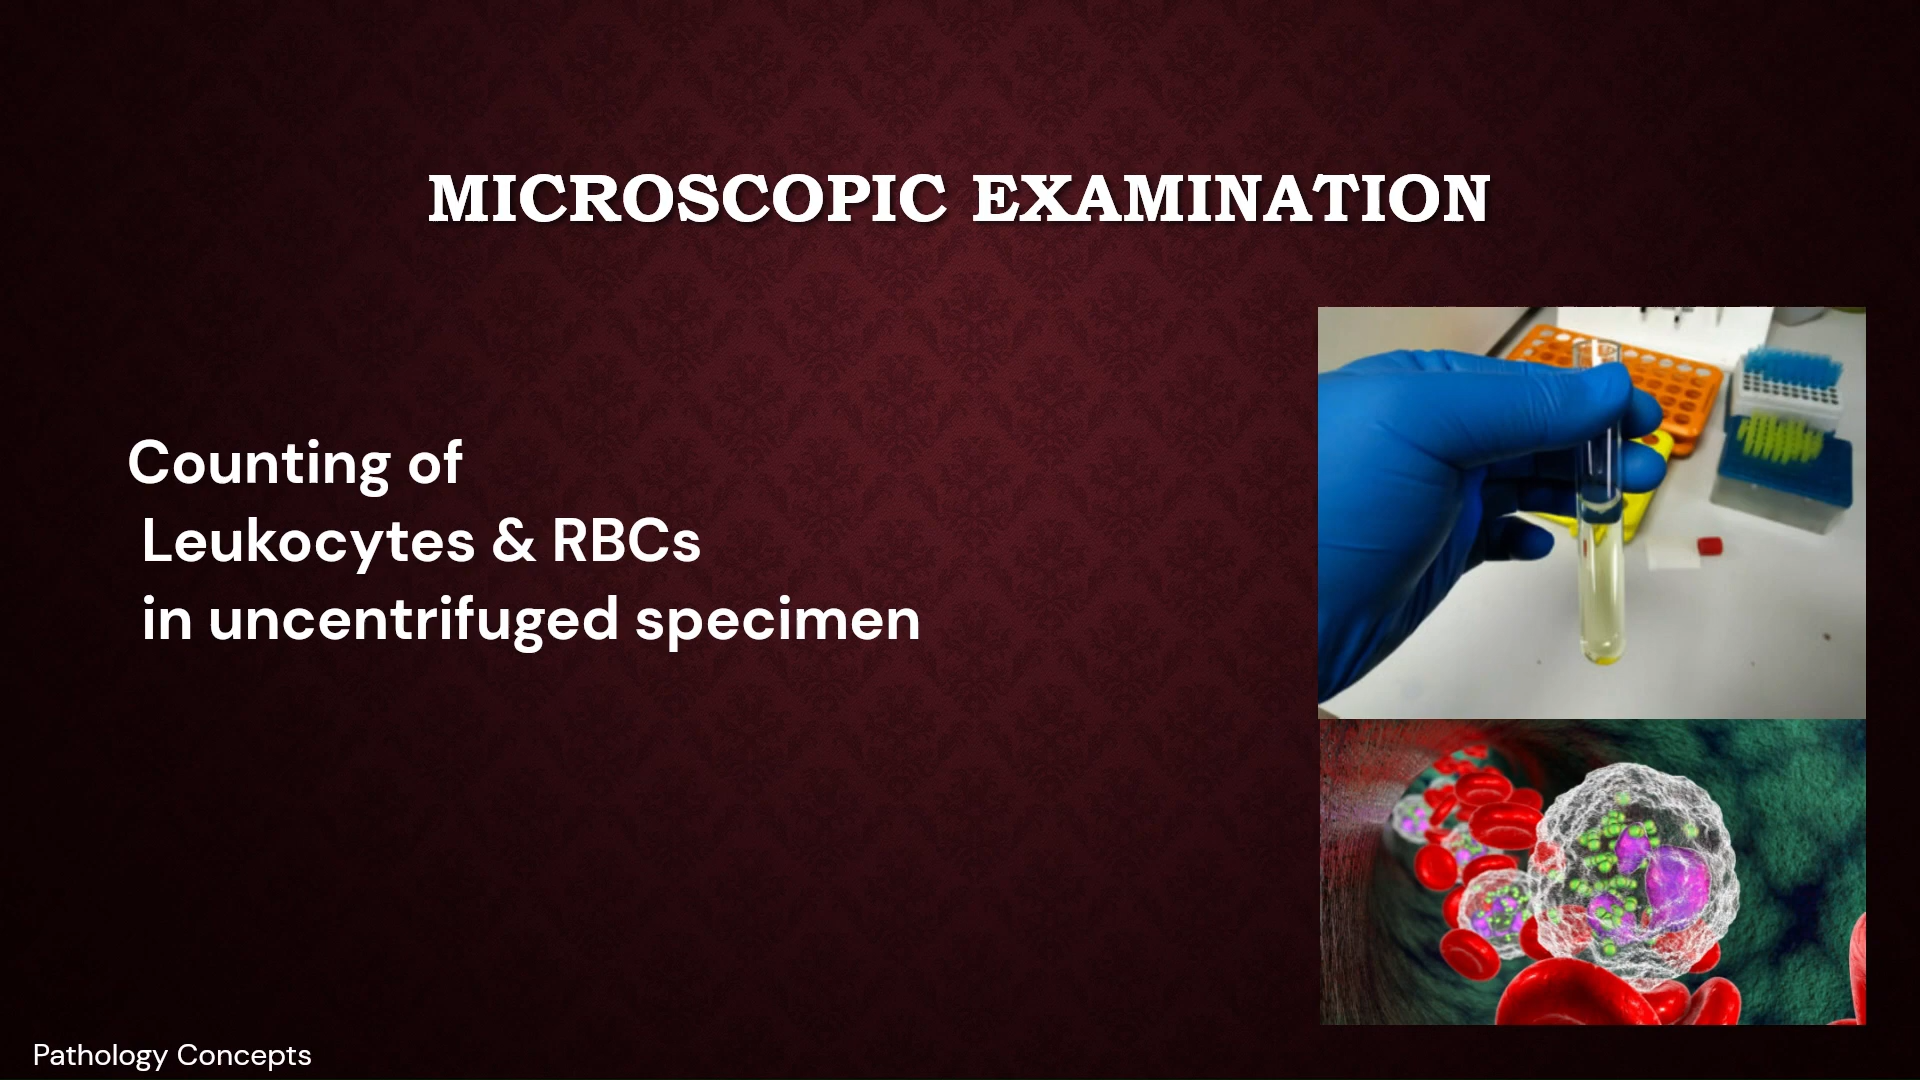 MICROSCOPIC EXAMINATION
Counting of
Leukocytes & RBCs
in uncentrifuged specimen
Pathology Concepts